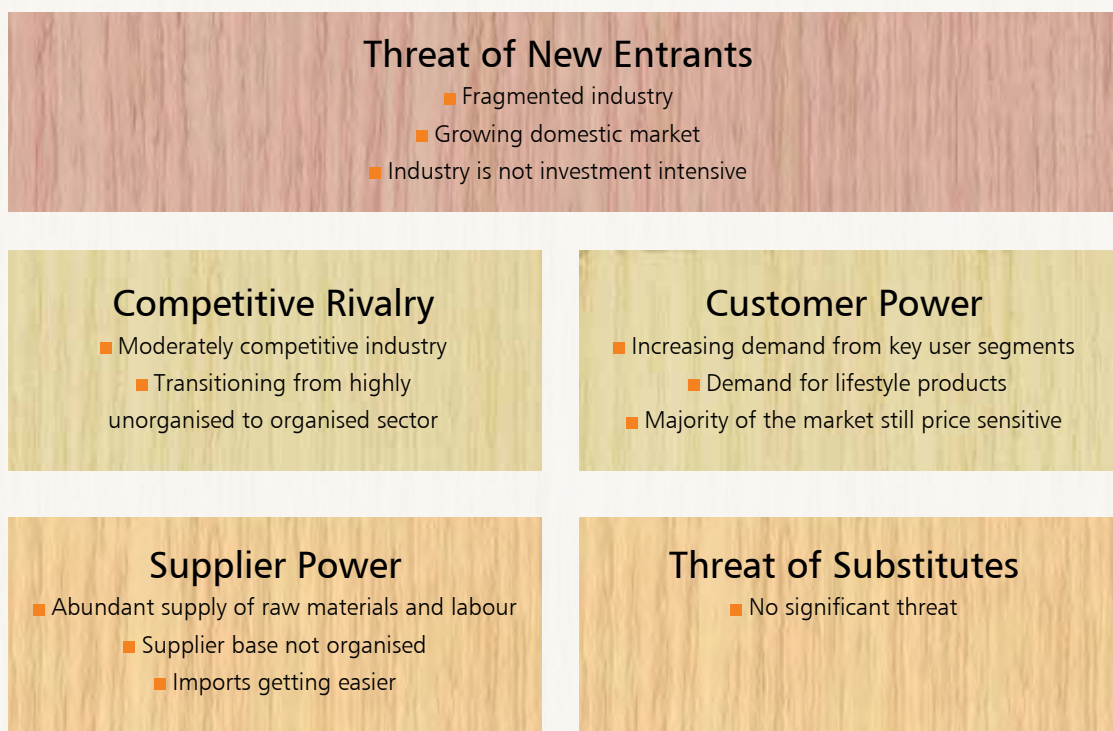 Threat of New Entrants
■ Fragmented industry
■ Growing domestic market
■ Industry is not investment intensive
Competitive Rivalry
■ Moderately competitive industry
■ Transitioning from highly
unorganised to organised sector
Customer Power
■ Increasing demand from key user segments
■ Demand for lifestyle products
■ Majority of the market still price sensitive
Supplier Power
■ Abundant supply of raw materials and labour
■ Supplier base not organised
■ Imports getting easier
Threat of Substitutes
■ No significant threat